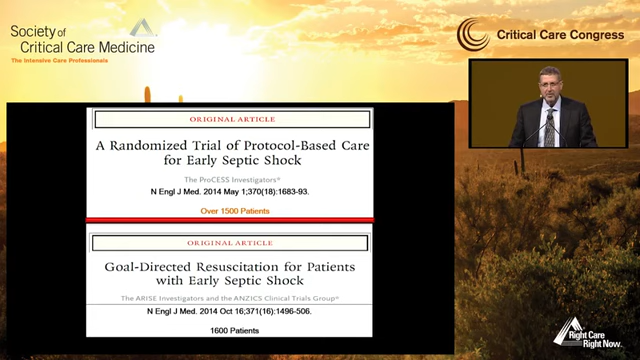 Society of
Critical Care Medicine
The Intensive Care Professionals
Critical Care Congress
ORIGINAL ARTICLE
A Randomized Trial of Protocol-Based Care
for Early Septic Shock
The ProCESS Investigators*
N Engl J Med. 2014 May 1;370(18):1683-93.
Over 1500 Patients
ORIGINAL ARTICLE
Goal-Directed Resuscitation for Patients
with Early Septic Shock
The ARISE Investigators and the ANZICS Clinical Trials Group*
N Engl J Med. 2014 Oct 16;371(16):1496-506.
1600 Patients
Right Care
Right Now